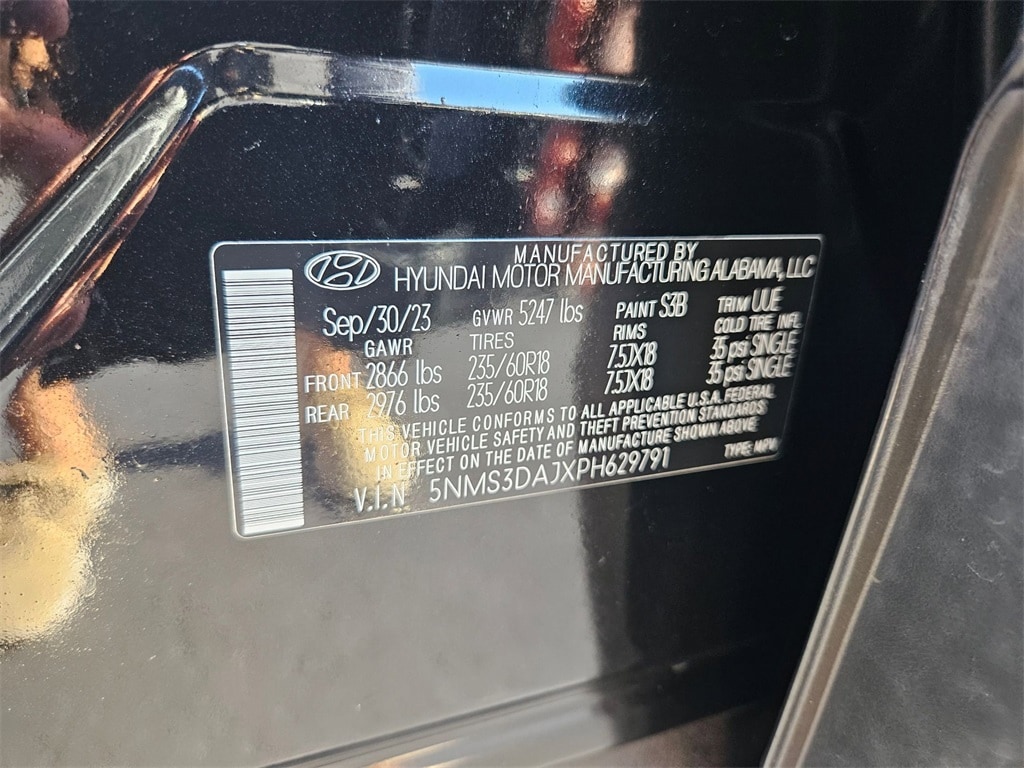 MANUFACTURED BY
HYUNDAI MOTOR MANUFACTURING ALABAMA, LLC
Sep/30/23 GVWR 5247 lbs PAINT S3B TRIM UUE
GAWR TIRES RIMS COLD TIRE INFL
FRONT 2866 lbs 235/60R18 7.5JX18 35 psi SINGLE
REAR 2976 lbs 235/60R18 7.5JX18 35 psi SINGLE
THIS VEHICLE CONFORMS TO ALL APPLICABLE U.S.A. FEDERAL
MOTOR VEHICLE SAFETY AND THEFT PREVENTION STANDARDS
IN EFFECT ON THE DATE OF MANUFACTURE SHOWN ABOVE
V.I.N 5NMS3DAJXPH629791 TYPE: MPV